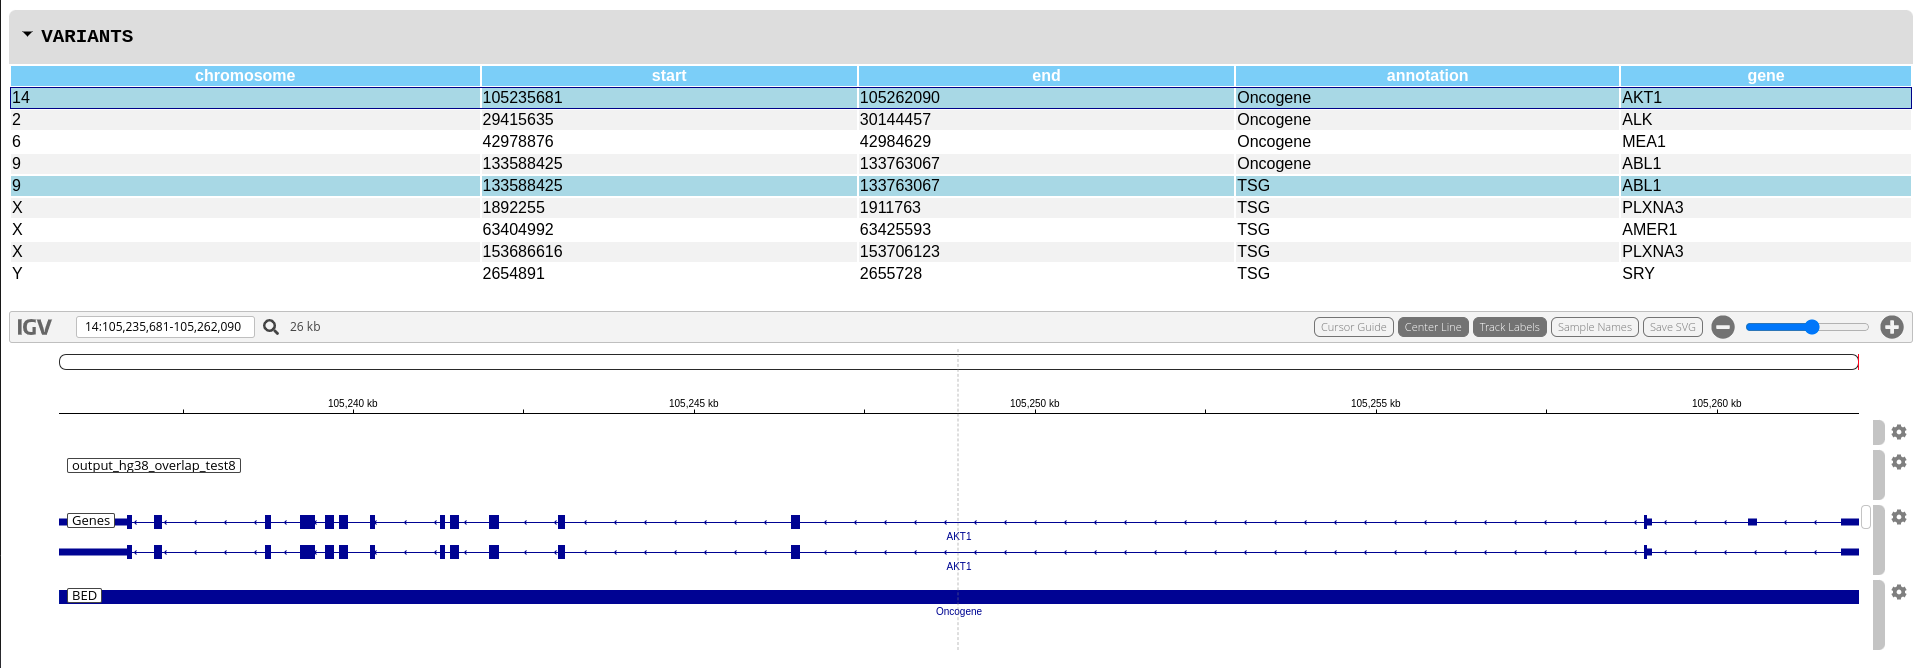 VARIANTS
chromosome start end annotation gene
14 105235681 105262090 Oncogene AKT1
2 29415635 30144457 Oncogene ALK
6 42978876 42984629 Oncogene MEA1
9 133588425 133763067 Oncogene ABL1
9 133588425 133763067 TSG ABL1
X 1892255 1911763 TSG PLXNA3
X 63404992 63425593 TSG AMER1
X 153686616 153706123 TSG PLXNA3
Y 2654891 2655728 TSG SRY
IGV 14:105,235,681-105,262,090 26 kb Cursor Guide Center Line Track Labels Sample Names Save SVG
105,240 kb 105,245 kb 105,250 kb 105,255 kb 105,260 kb
output_hg38_overlap_test8
Genes
AKT1
AKT1
BED
Oncogene